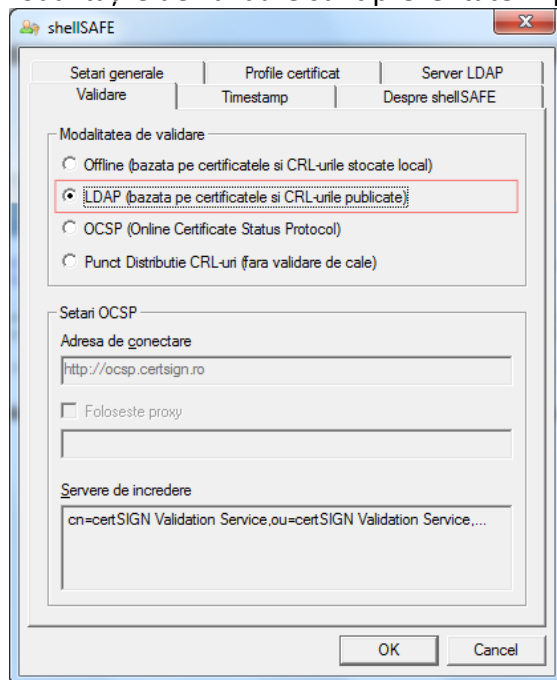 shellSAFE
Setari generale
Profile certificat
Server LDAP
Validare
Timestamp
Despre shellSAFE
Modalitatea de validare
Offline (bazata pe certificatele si CRL-urile stocate local)
LDAP (bazata pe certificatele si CRL-urile publicate)
OCSP (Online Certificate Status Protocol)
Punct Distributie CRL-uri (fara validare de cale)
Setari OCSP
Adresa de conectare
http://ocsp.certsign.ro
Foloseste proxy
Servere de incredere
cn=certSIGN Validation Service,ou=certSIGN Validation Service,...
OK
Cancel